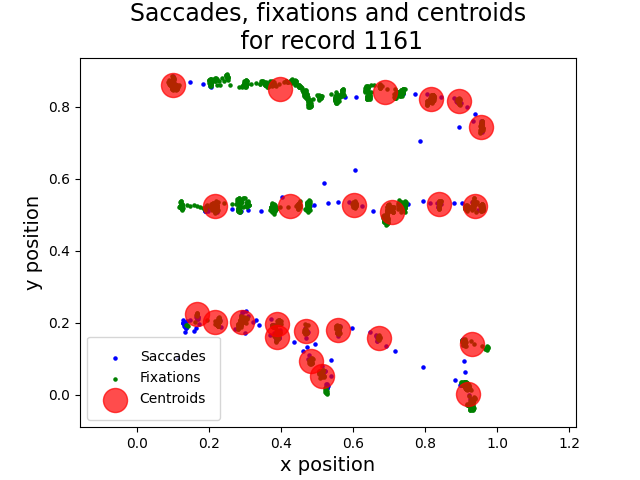 Saccades, fixations and centroids
for record 1161
y position
0.8
0.6
0.4
0.2
0.0
Saccades
Fixations
Centroids
0.0 0.2 0.4 0.6 0.8 1.0 1.2
x position